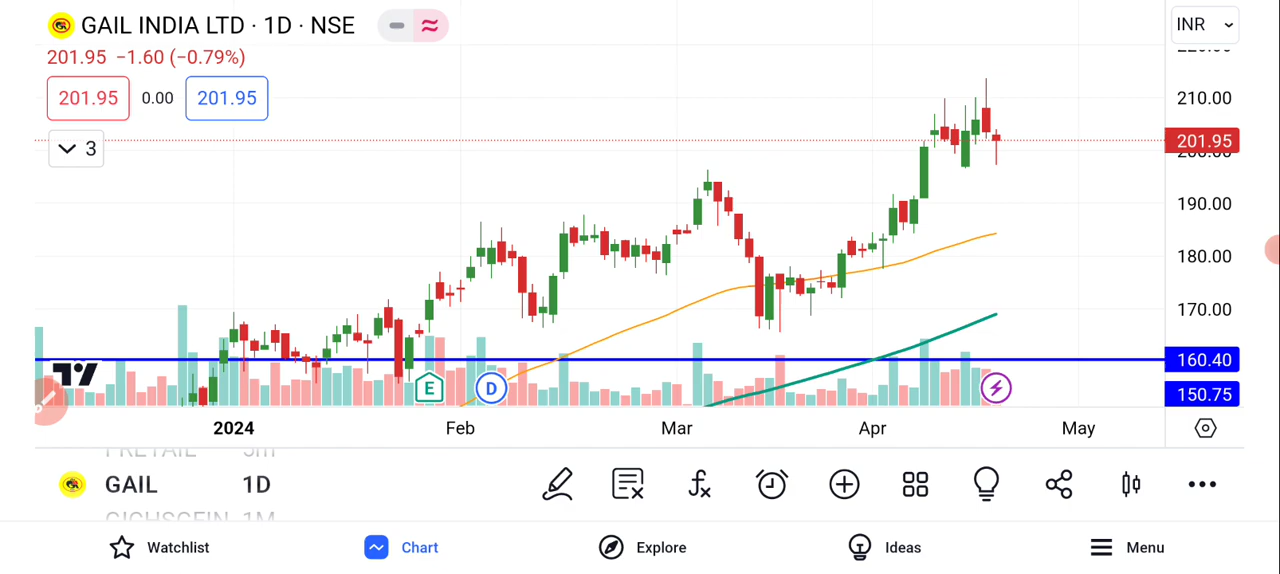 GAIL INDIA LTD · 1D · NSE
INR
201.95 −1.60 (−0.79%)
201.95 0.00 201.95
3
220.00
210.00
201.95
200.00
190.00
180.00
170.00
160.40
150.75
E D
2024 Feb Mar Apr May
GAIL 1D
Watchlist Chart Explore Ideas Menu